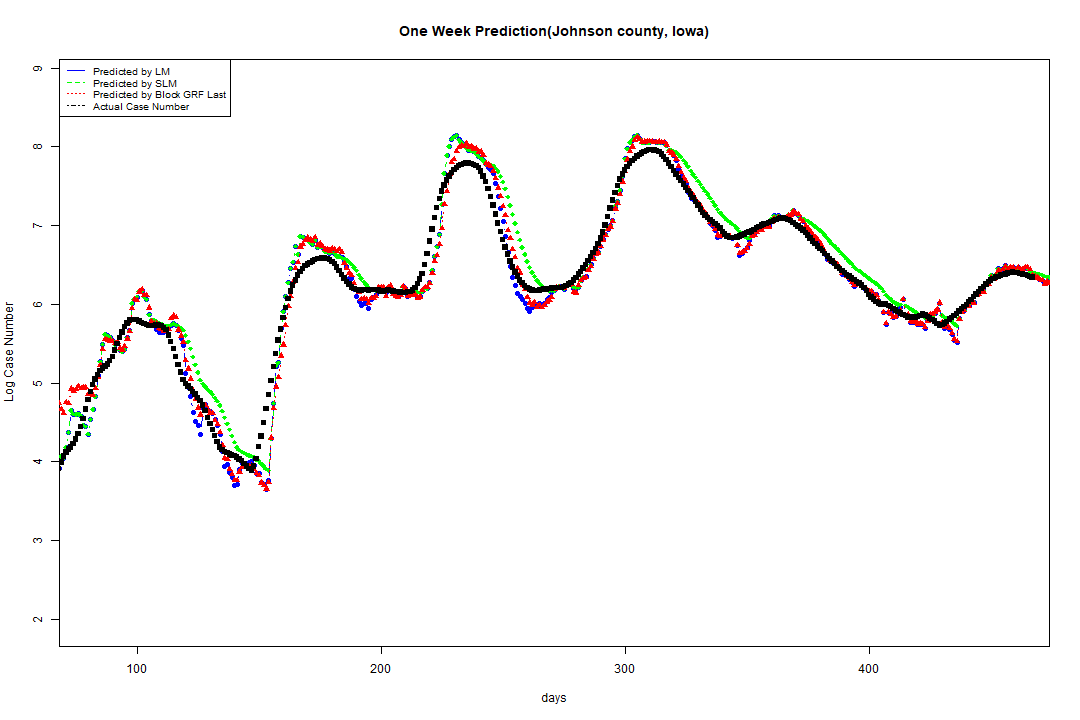 One Week Prediction(Johnson county, Iowa)
Predicted by LM
Predicted by SLM
Predicted by Block GRF Last
Actual Case Number
9
8
7
6
5
4
3
2
Log Case Number
100 200 300 400
days